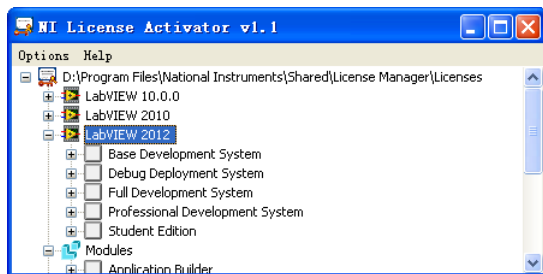 NI License Activator v1.1
Options Help
D:\Program Files\National Instruments\Shared\License Manager\Licenses
LabVIEW 10.0.0
LabVIEW 2010
LabVIEW 2012
Base Development System
Debug Deployment System
Full Development System
Professional Development System
Student Edition
Modules
Application Builder